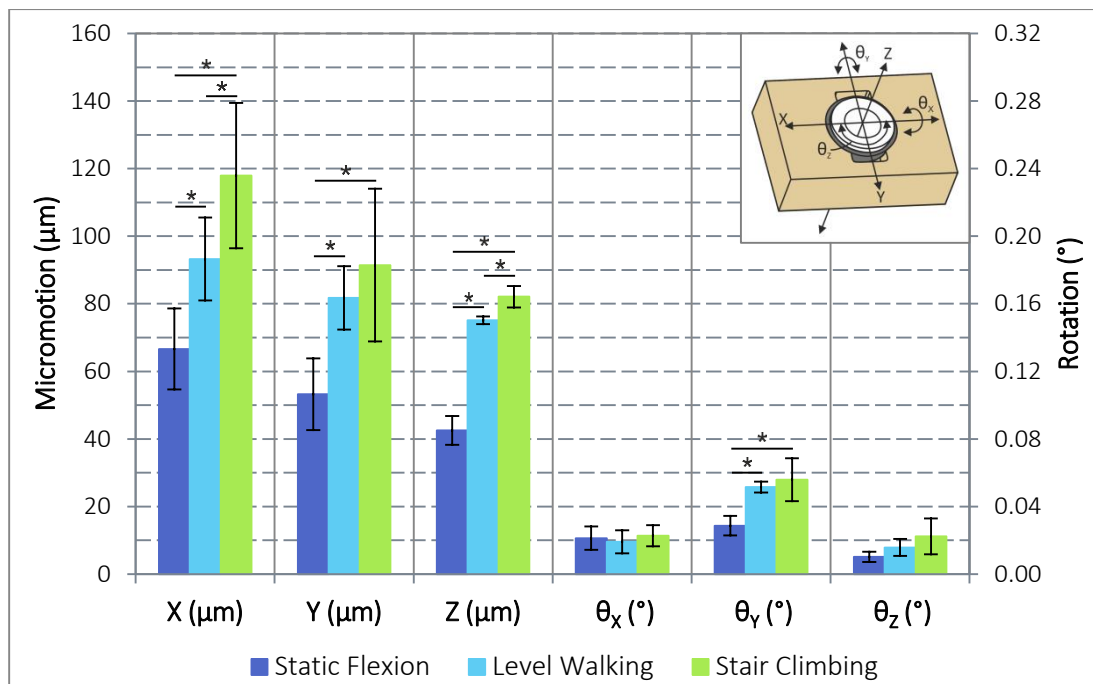 Micromotion (µm)
160
140
120
100
80
60
40
20
0
* * *
* *
* * *
* *
θY
Z
X
θX
θZ
Y
0.32
0.28
0.24
0.20
0.16
0.12
0.08
0.04
0.00
Rotation (°)
X (µm) Y (µm) Z (µm) θX (°) θY (°) θZ (°)
Static Flexion Level Walking Stair Climbing